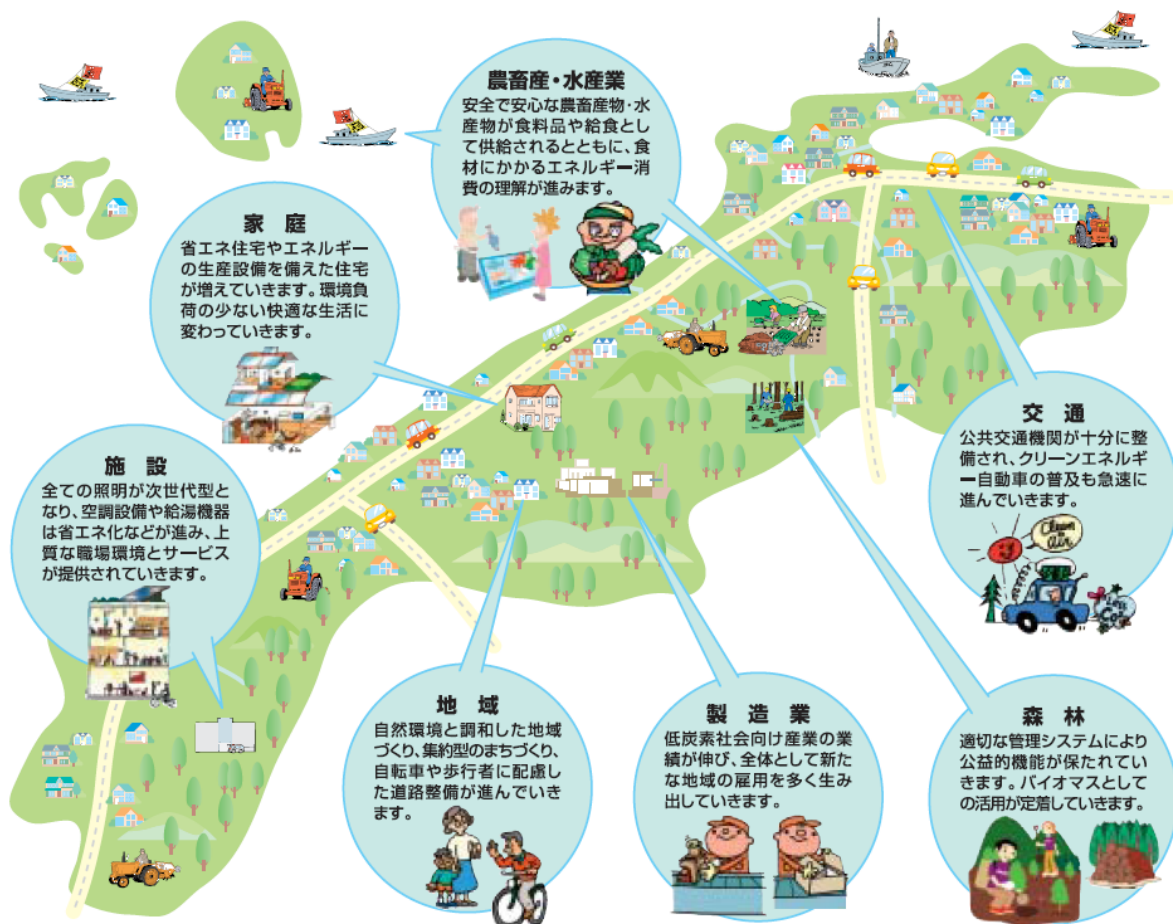 農畜産・水産業
安全で安心な農畜産物・水
産物が食料品や給食とし
て供給されるとともに、食
材にかかるエネルギー消
費の理解が進みます。
家 庭
省エネ住宅やエネルギー
の生産設備を備えた住宅
が増えていきます。環境負
荷の少ない快適な生活に
変わっていきます。
施 設
全ての照明が次世代型と
なり、空調設備や給湯機器
は省エネ化などが進み、上
質な職場環境とサービス
が提供されていきます。
交 通
公共交通機関が十分に整
備され、クリーンエネルギ
ー自動車の普及も急速に
進んでいきます。
Clean
Air
地 域
自然環境と調和した地域
づくり、集約型のまちづくり、
自転車や歩行者に配慮し
た道路整備が進んでいき
ます。
製 造 業
低炭素社会向け産業の業
績が伸び、全体として新た
な地域の雇用を多く生み
出していきます。
森 林
適切な管理システムにより
公益的機能が保たれてい
きます。バイオマスとして
の活用が定着していきます。